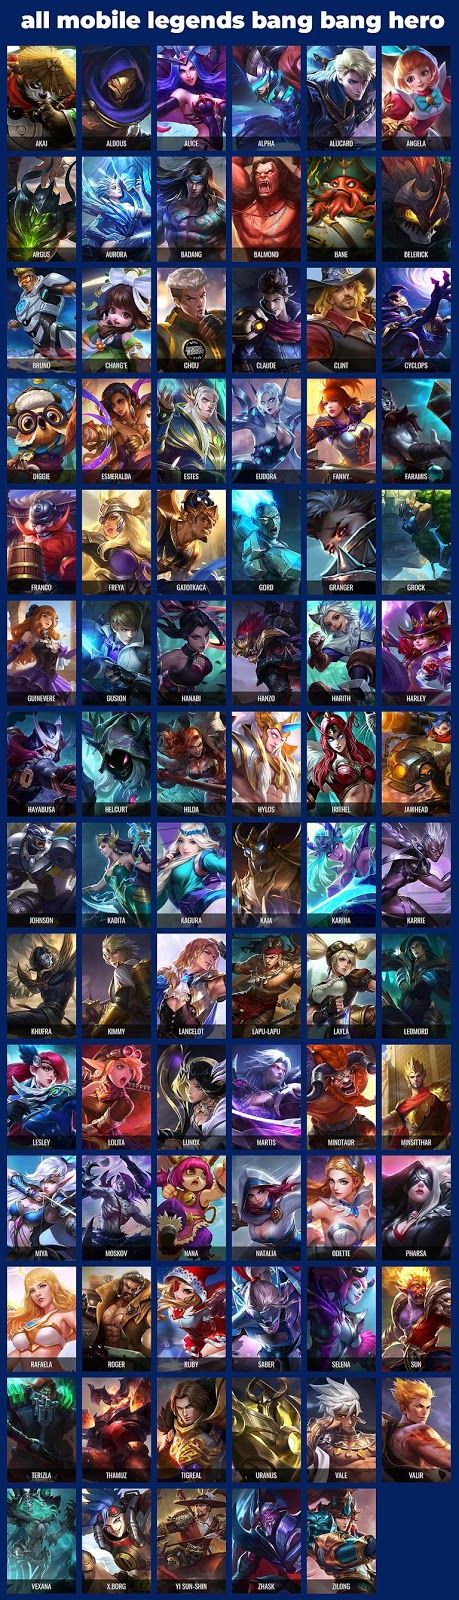 all mobile legends bang bang hero
AKAI ALDOUS ALICE ALPHA ALUCARD ANGELA
ARGUS AURORA BADANG BALMOND BANE BELERICK
BRUNO CHANG'E CHOU CLAUDE CLINT CYCLOPS
DIGGIE ESMERALDA ESTES EUDORA FANNY FARAMIS
FRANCO FREYA GATOTKACA GORD GRANGER GROCK
GUINEVERE GUSION HANABI HANZO HARITH HARLEY
HAYABUSA HELCURT HILDA HYLOS IRITHEL JAWHEAD
JOHNSON KADITA KAGURA KAJA KARINA KARRIE
KHUFRA KIMMY LANCELOT LAPU-LAPU LAYLA LEOMORD
LESLEY LOLITA LUNOX MARTIS MINOTAUR MINSITTHAR
MIYA MOSKOV NANA NATALIA ODETTE PHARSA
RAFAELA ROGER RUBY SABER SELENA SUN
TERIZLA THAMUZ TIGREAL URANUS VALE VALIR
VEXANA X.BORG YI SUN-SHIN ZHASK ZILONG